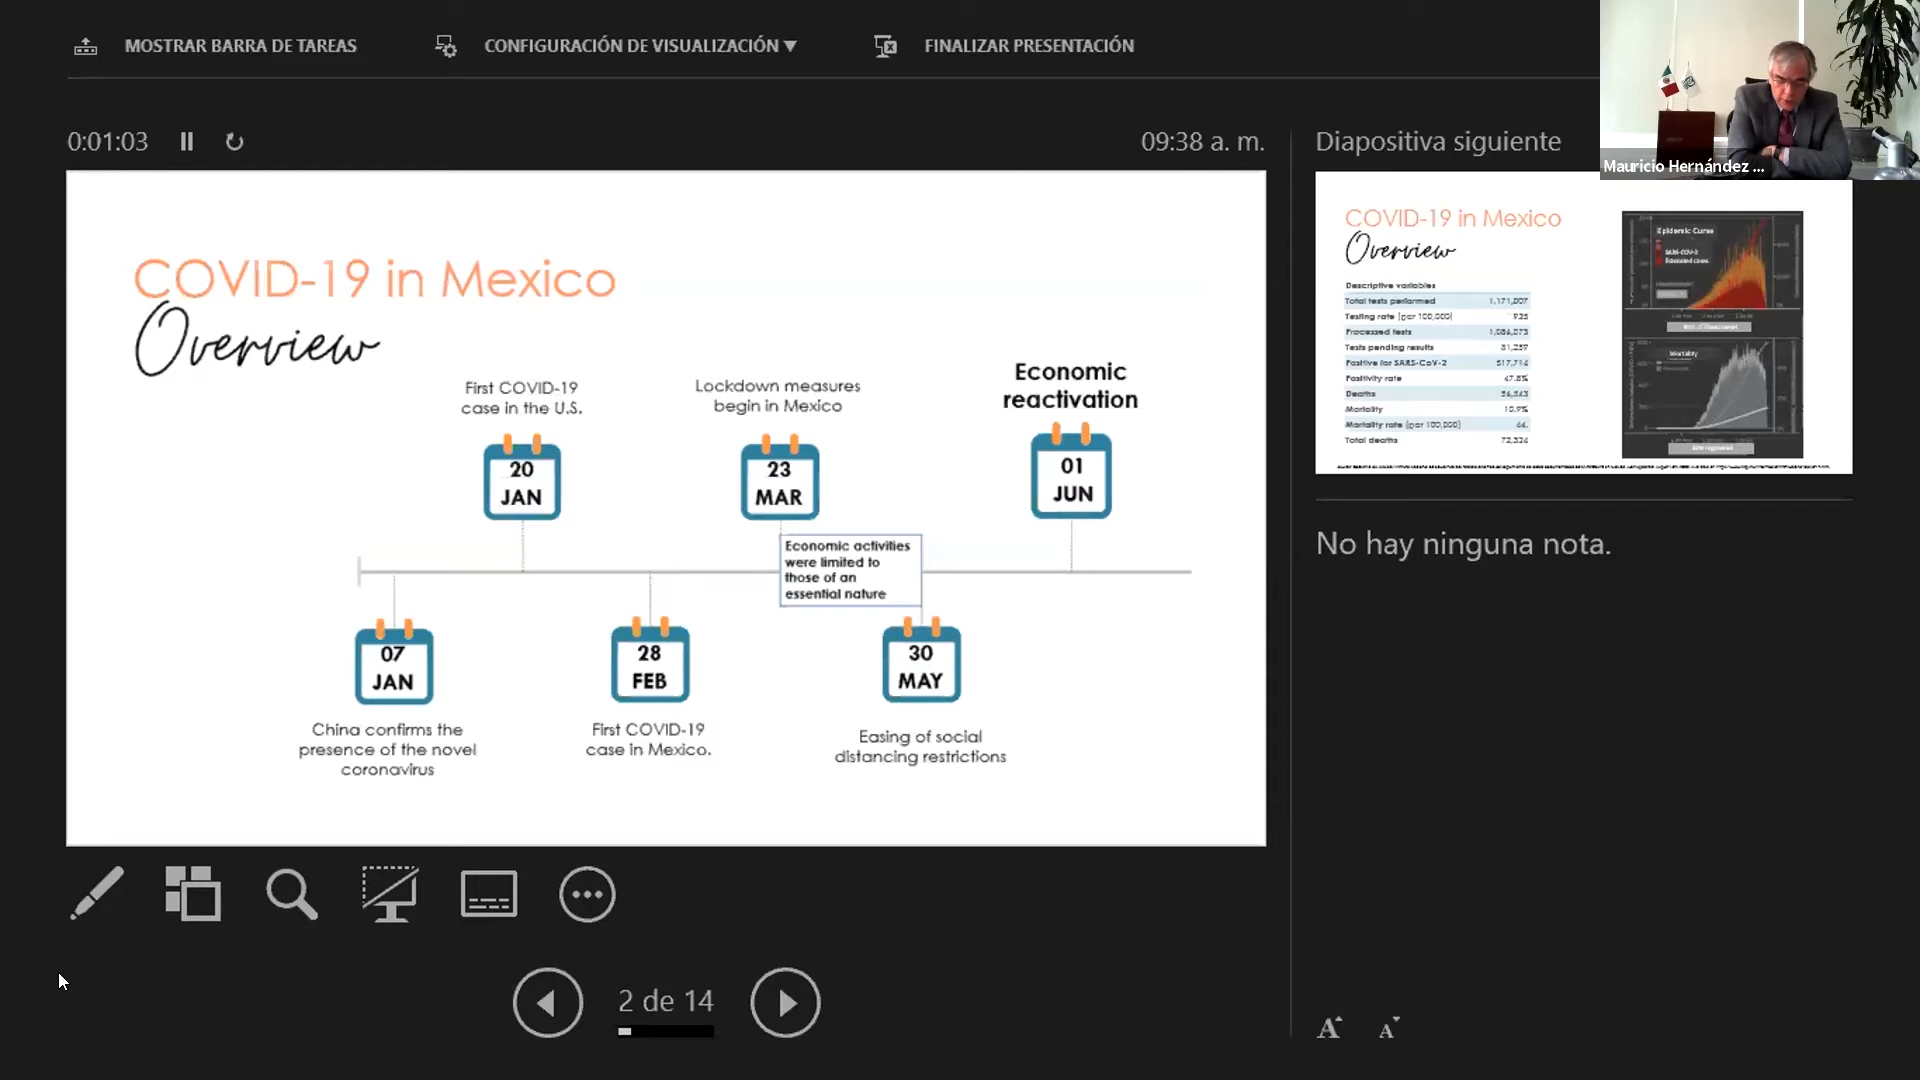 MOSTRAR BARRA DE TAREAS
CONFIGURACIÓN DE VISUALIZACIÓN ▼
FINALIZAR PRESENTACIÓN
Mauricio Hernández ...
0:01:03
09:38 a. m.
Diapositiva siguiente
COVID-19 in Mexico
Overview
First COVID-19
case in the U.S.
20
JAN
Lockdown measures
begin in Mexico
23
MAR
Economic
reactivation
01
JUN
Economic activities
were limited to
those of an
essential nature
07
JAN
China confirms the
presence of the novel
coronavirus
28
FEB
First COVID-19
case in Mexico.
30
MAY
Easing of social
distancing restrictions
COVID-19 in Mexico
Overview
Descriptive variables
Total tests performed
Testing rate (per 100,000)
Processed tests
Tests pending results
Positive for SARS-CoV-2
Positivity rate 47.8%
Deaths
Mortality 10.9%
Mortality rate (per 100,000)
Total deaths
Epidemic Curve
Mortality
No hay ninguna nota.
2 de 14
A
A